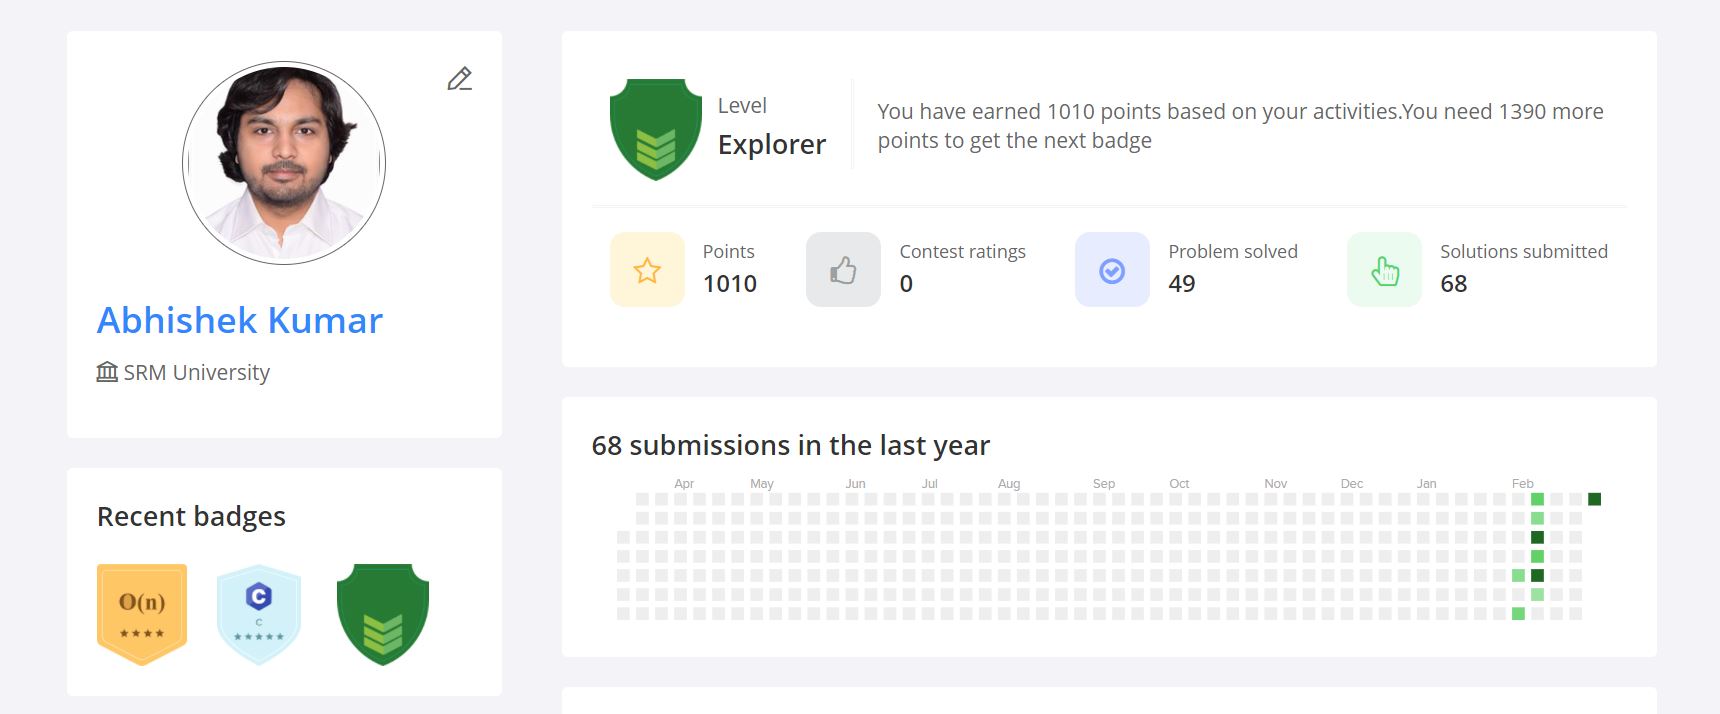 Abhishek Kumar
SRM University
Recent badges
O(n)
C
C
Level
Explorer
You have earned 1010 points based on your activities.You need 1390 more
points to get the next badge
Points
1010
Contest ratings
0
Problem solved
49
Solutions submitted
68
68 submissions in the last year
Apr May Jun Jul Aug Sep Oct Nov Dec Jan Feb